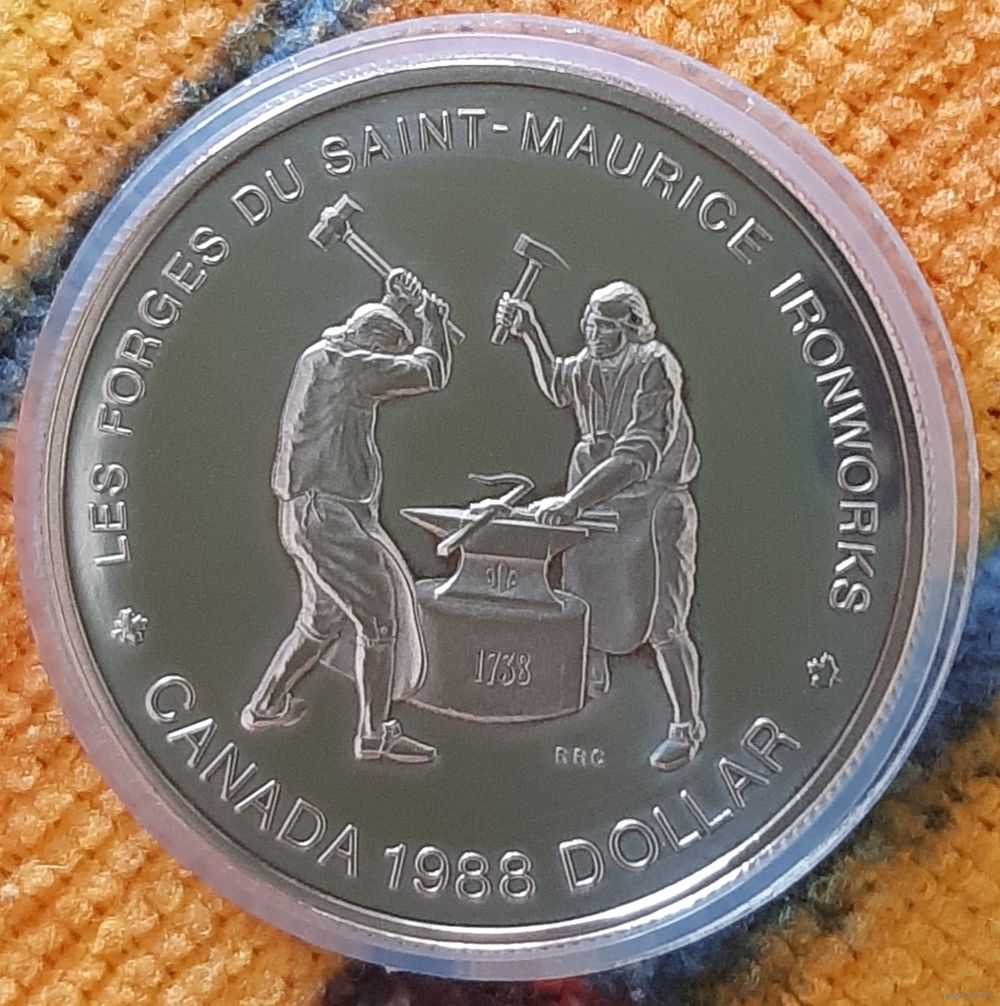 LES FORGES DU SAINT-MAURICE IRONWORKS
1738
RRC
CANADA 1988 DOLLAR